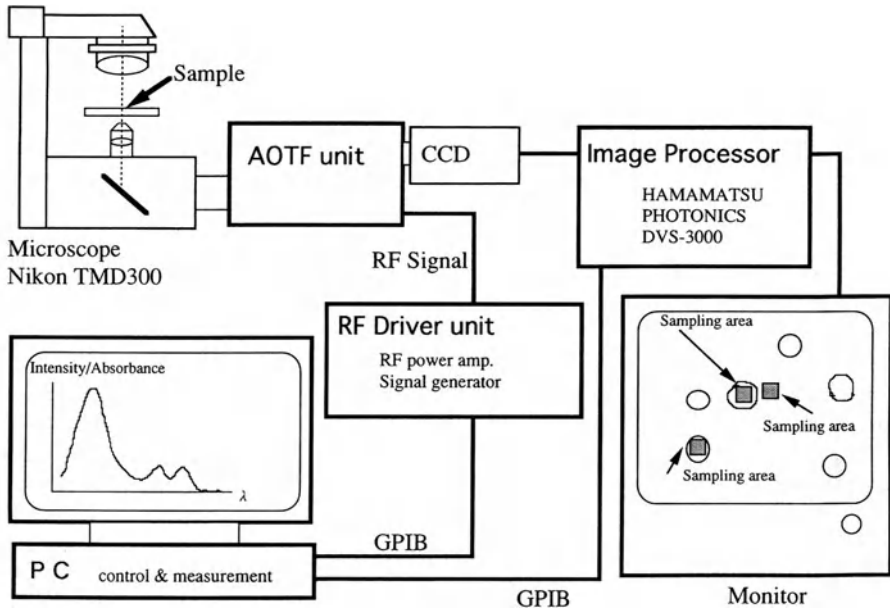 Sample
AOTF unit
CCD
Image Processor
HAMAMATSU
PHOTONICS
DVS-3000
Microscope
Nikon TMD300
RF Signal
RF Driver unit
RF power amp.
Signal generator
Sampling area
Sampling area
Sampling area
Intensity/Absorbance
λ
GPIB
PC control & measurement
GPIB
Monitor